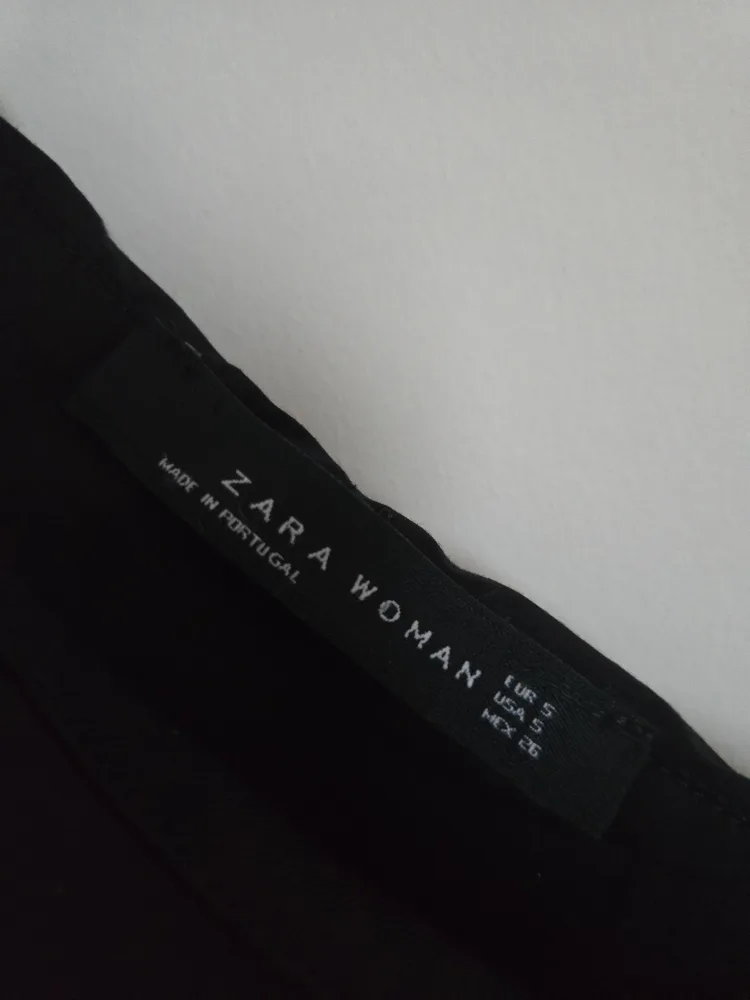 ZARA WOMAN
MADE IN PORTUGAL
EUR S
USA S
MEX 26